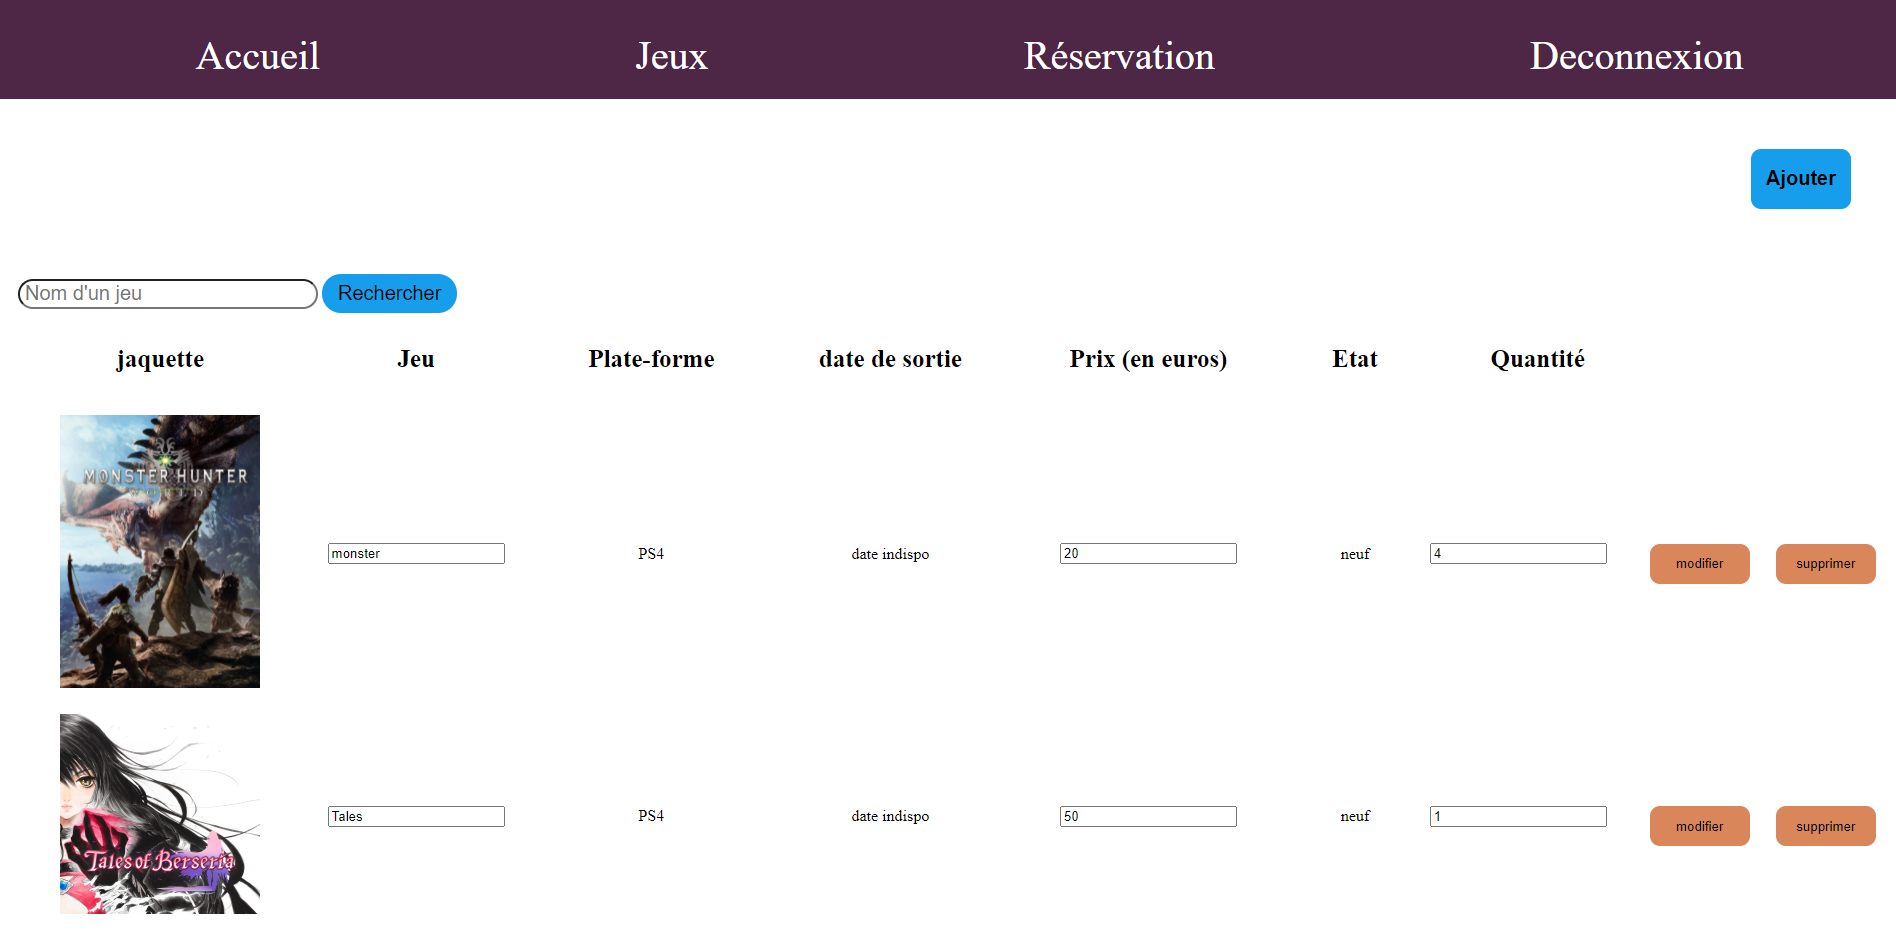 Accueil Jeux Réservation Deconnexion
Ajouter
Nom d'un jeu Rechercher
jaquette Jeu Plate-forme date de sortie Prix (en euros) Etat Quantité
MONSTER HUNTER
WORLD
monster PS4 date indispo 20 neuf 4 modifier supprimer
Tales of Berseria
Tales PS4 date indispo 50 neuf 1 modifier supprimer